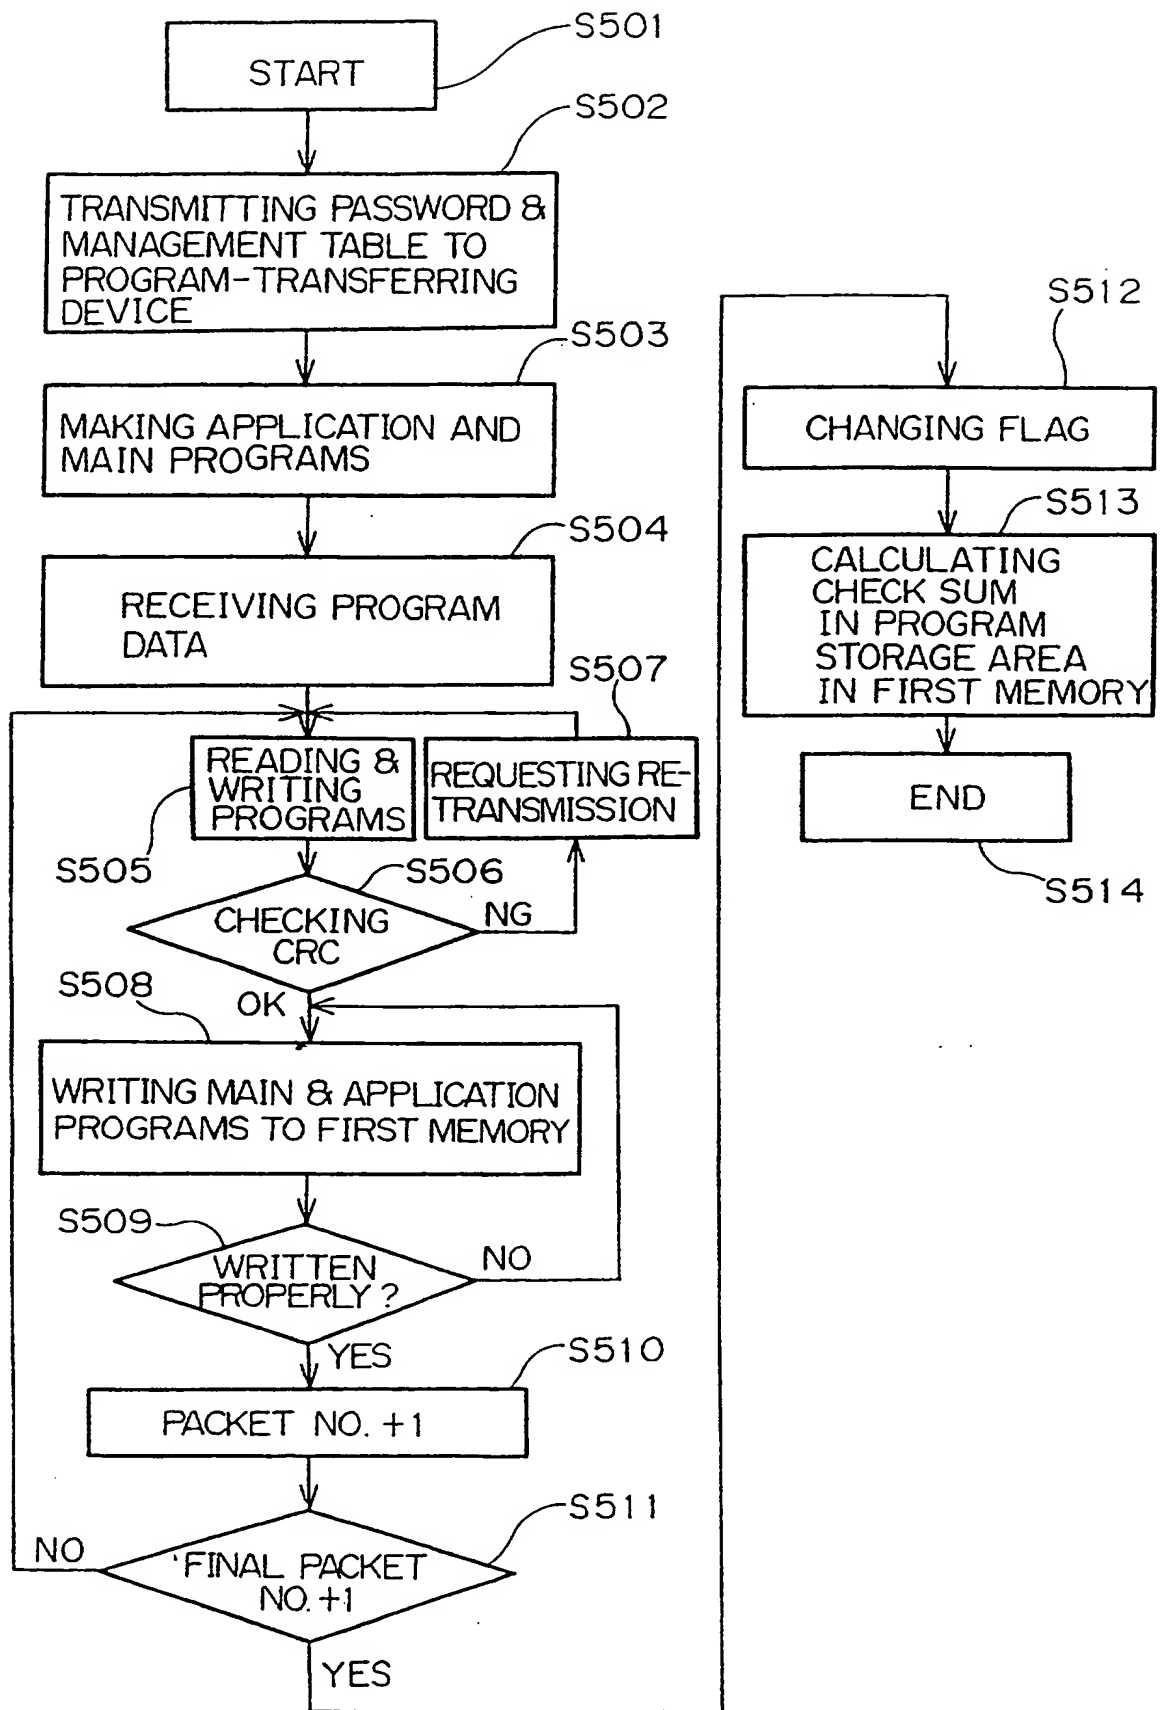 S501
START
S502
TRANSMITTING PASSWORD &
MANAGEMENT TABLE TO
PROGRAM-TRANSFERRING
DEVICE
S503
MAKING APPLICATION AND
MAIN PROGRAMS
S504
RECEIVING PROGRAM
DATA
S507
READING &
WRITING
PROGRAMS
REQUESTING RE-
TRANSMISSION
S505
S506
CHECKING
CRC
NG
S508
OK
WRITING MAIN & APPLICATION
PROGRAMS TO FIRST MEMORY
S509
WRITTEN
PROPERLY?
NO
YES
S510
PACKET NO. +1
S511
NO
FINAL PACKET
NO. +1
YES
S512
CHANGING FLAG
S513
CALCULATING
CHECK SUM
IN PROGRAM
STORAGE AREA
IN FIRST MEMORY
END
S514